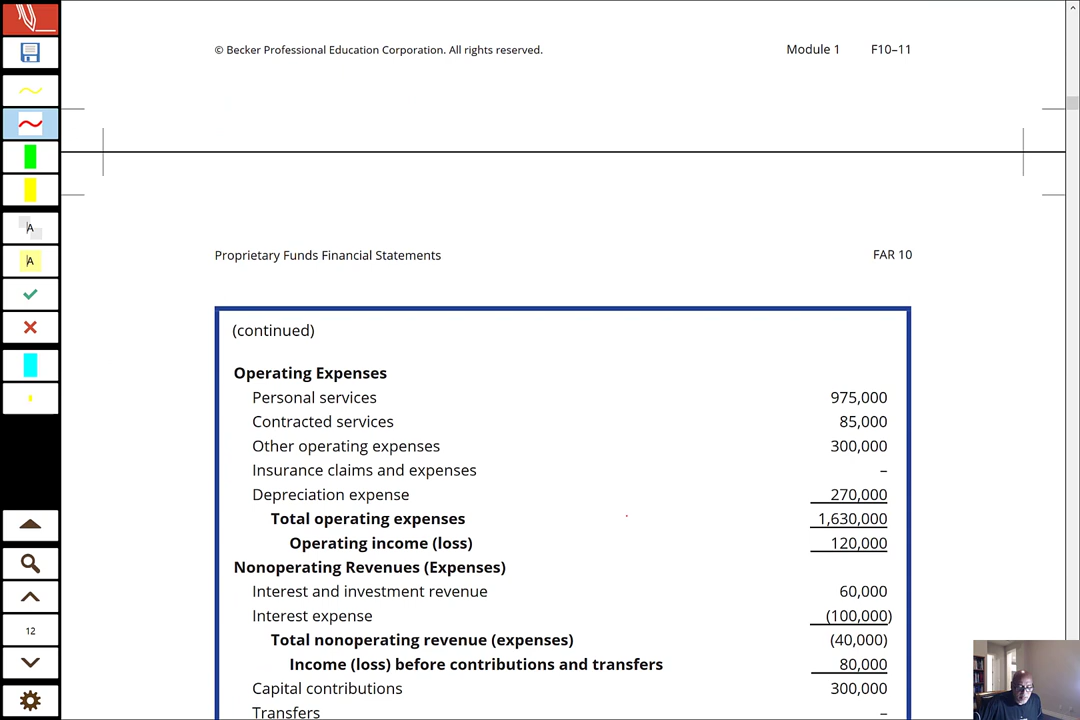 © Becker Professional Education Corporation. All rights reserved. Module 1 F10–11
Proprietary Funds Financial Statements FAR 10
(continued)
Operating Expenses
Personal services 975,000
Contracted services 85,000
Other operating expenses 300,000
Insurance claims and expenses –
Depreciation expense 270,000
Total operating expenses 1,630,000
Operating income (loss) 120,000
Nonoperating Revenues (Expenses)
Interest and investment revenue 60,000
Interest expense (100,000)
Total nonoperating revenue (expenses) (40,000)
Income (loss) before contributions and transfers 80,000
Capital contributions 300,000
Transfers –
A
A
12